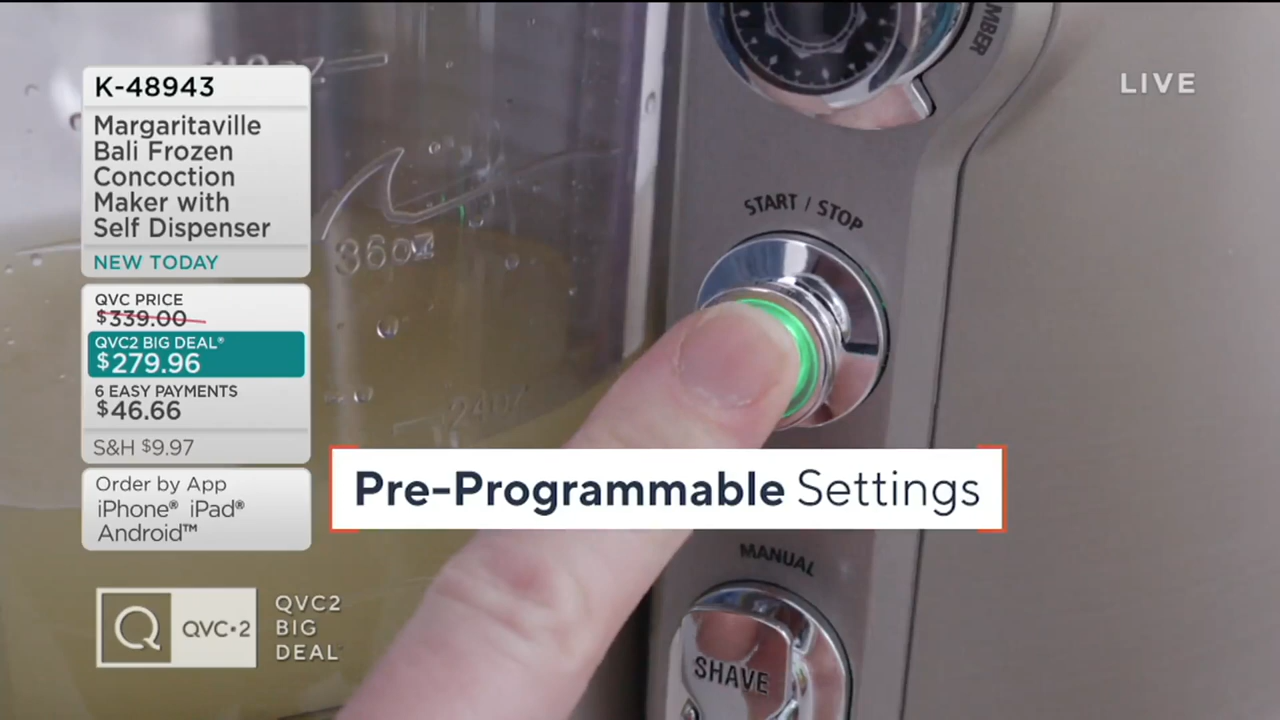 K-48943
Margaritaville
Bali Frozen
Concoction
Maker with
Self Dispenser
NEW TODAY
QVC PRICE
$339.00
QVC2 BIG DEAL®
$279.96
6 EASY PAYMENTS
$46.66
S&H $9.97
Order by App
iPhone® iPad®
Android™
Q QVC•2
QVC2
BIG
DEAL
LIVE
START / STOP
36oz
24oz
Pre-Programmable Settings
MANUAL
SHAVE